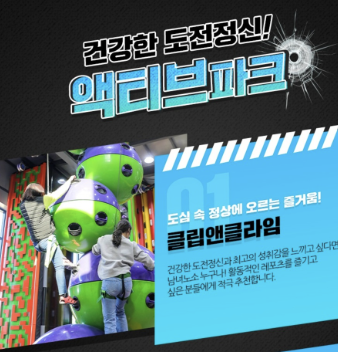 건강한 도전정신!
액티브파크
01
도심 속 정상에 오르는 즐거움!
클립앤클라임
건강한 도전정신과 최고의 성취감을 느끼고 싶다면
남녀노소 누구나! 활동적인 레포츠를 즐기고
싶은 분들에게 적극 추천합니다.